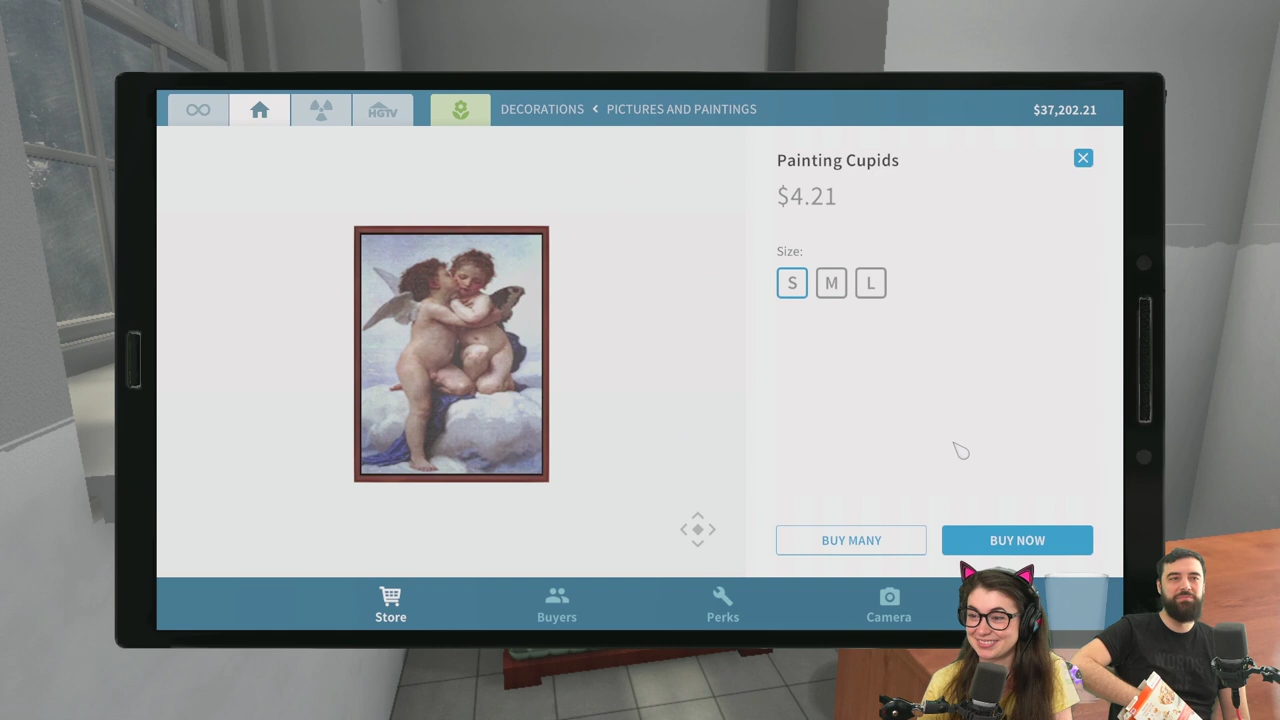 HGTV
DECORATIONS < PICTURES AND PAINTINGS
$37,202.21
Painting Cupids
$4.21
Size:
S M L
BUY MANY
BUY NOW
Store
Buyers
Perks
Camera
WORDS